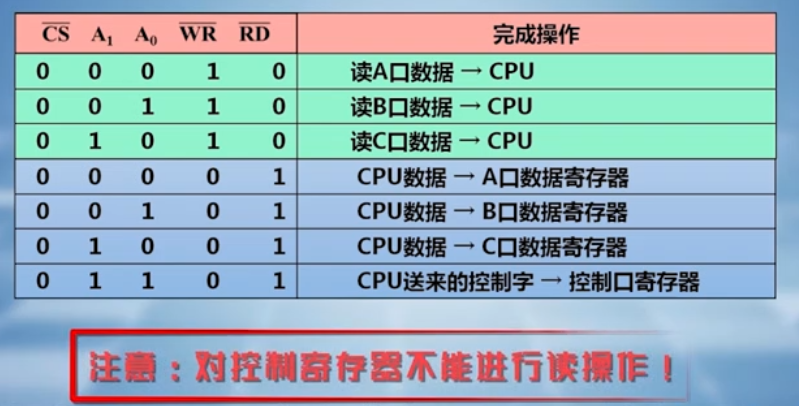 CS A₁ A₀ WR RD 完成操作
0 0 0 1 0 读A口数据 → CPU
0 0 1 1 0 读B口数据 → CPU
0 1 0 1 0 读C口数据 → CPU
0 0 0 0 1 CPU数据 → A口数据寄存器
0 0 1 0 1 CPU数据 → B口数据寄存器
0 1 0 0 1 CPU数据 → C口数据寄存器
0 1 1 0 1 CPU送来的控制字 → 控制口寄存器
注意：对控制寄存器不能进行读操作！